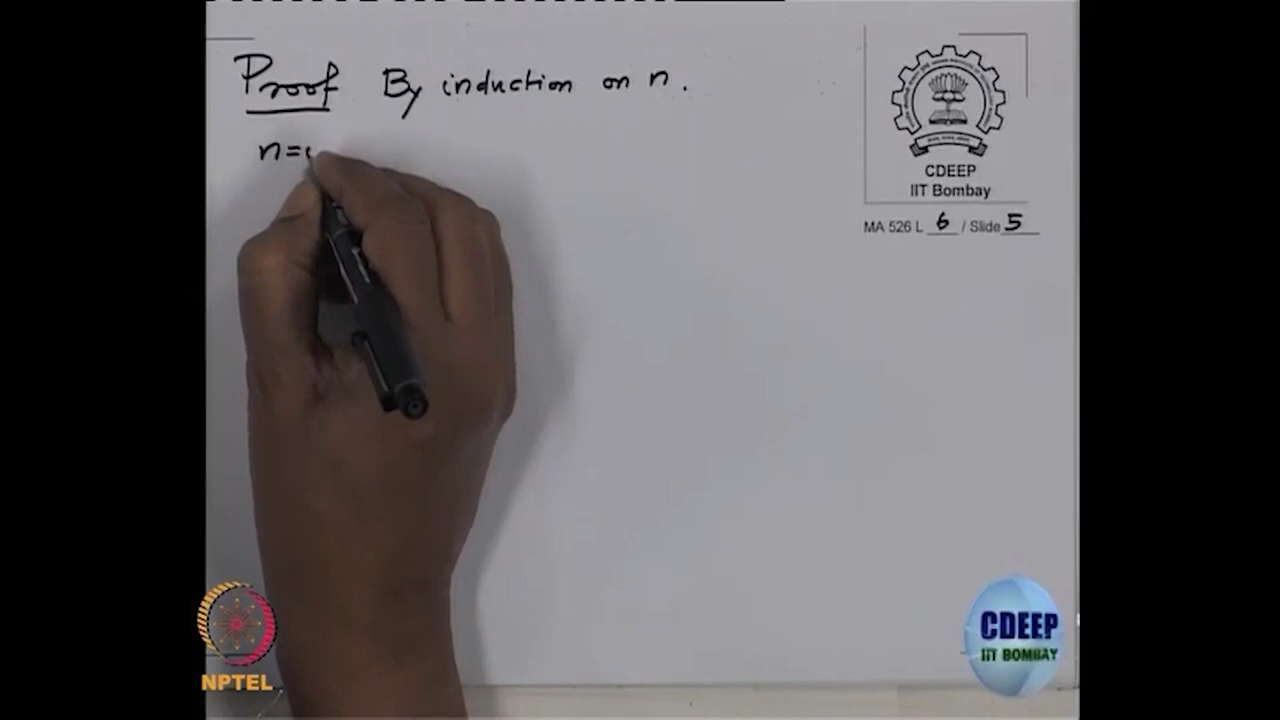 Proof By induction on n.
n=
CDEEP
IIT Bombay
MA 526 L 6 / Slide 5
NPTEL
CDEEP
IIT BOMBAY